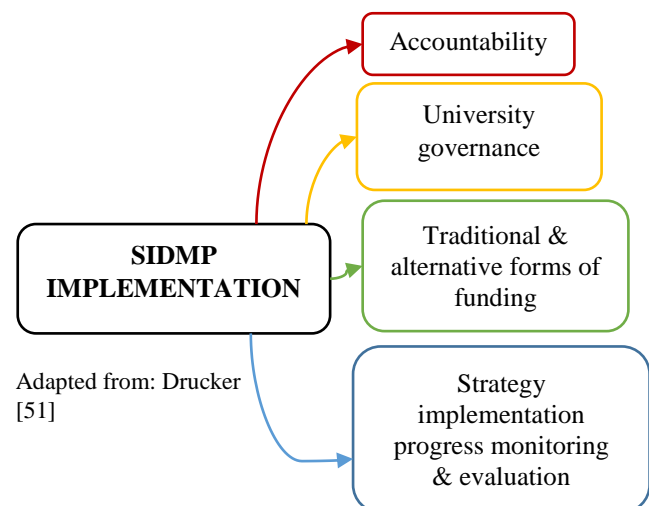 Accountability
University
governance
SIDMP
IMPLEMENTATION
Traditional &
alternative forms of
funding
Adapted from: Drucker
[51]
Strategy
implementation
progress monitoring
& evaluation